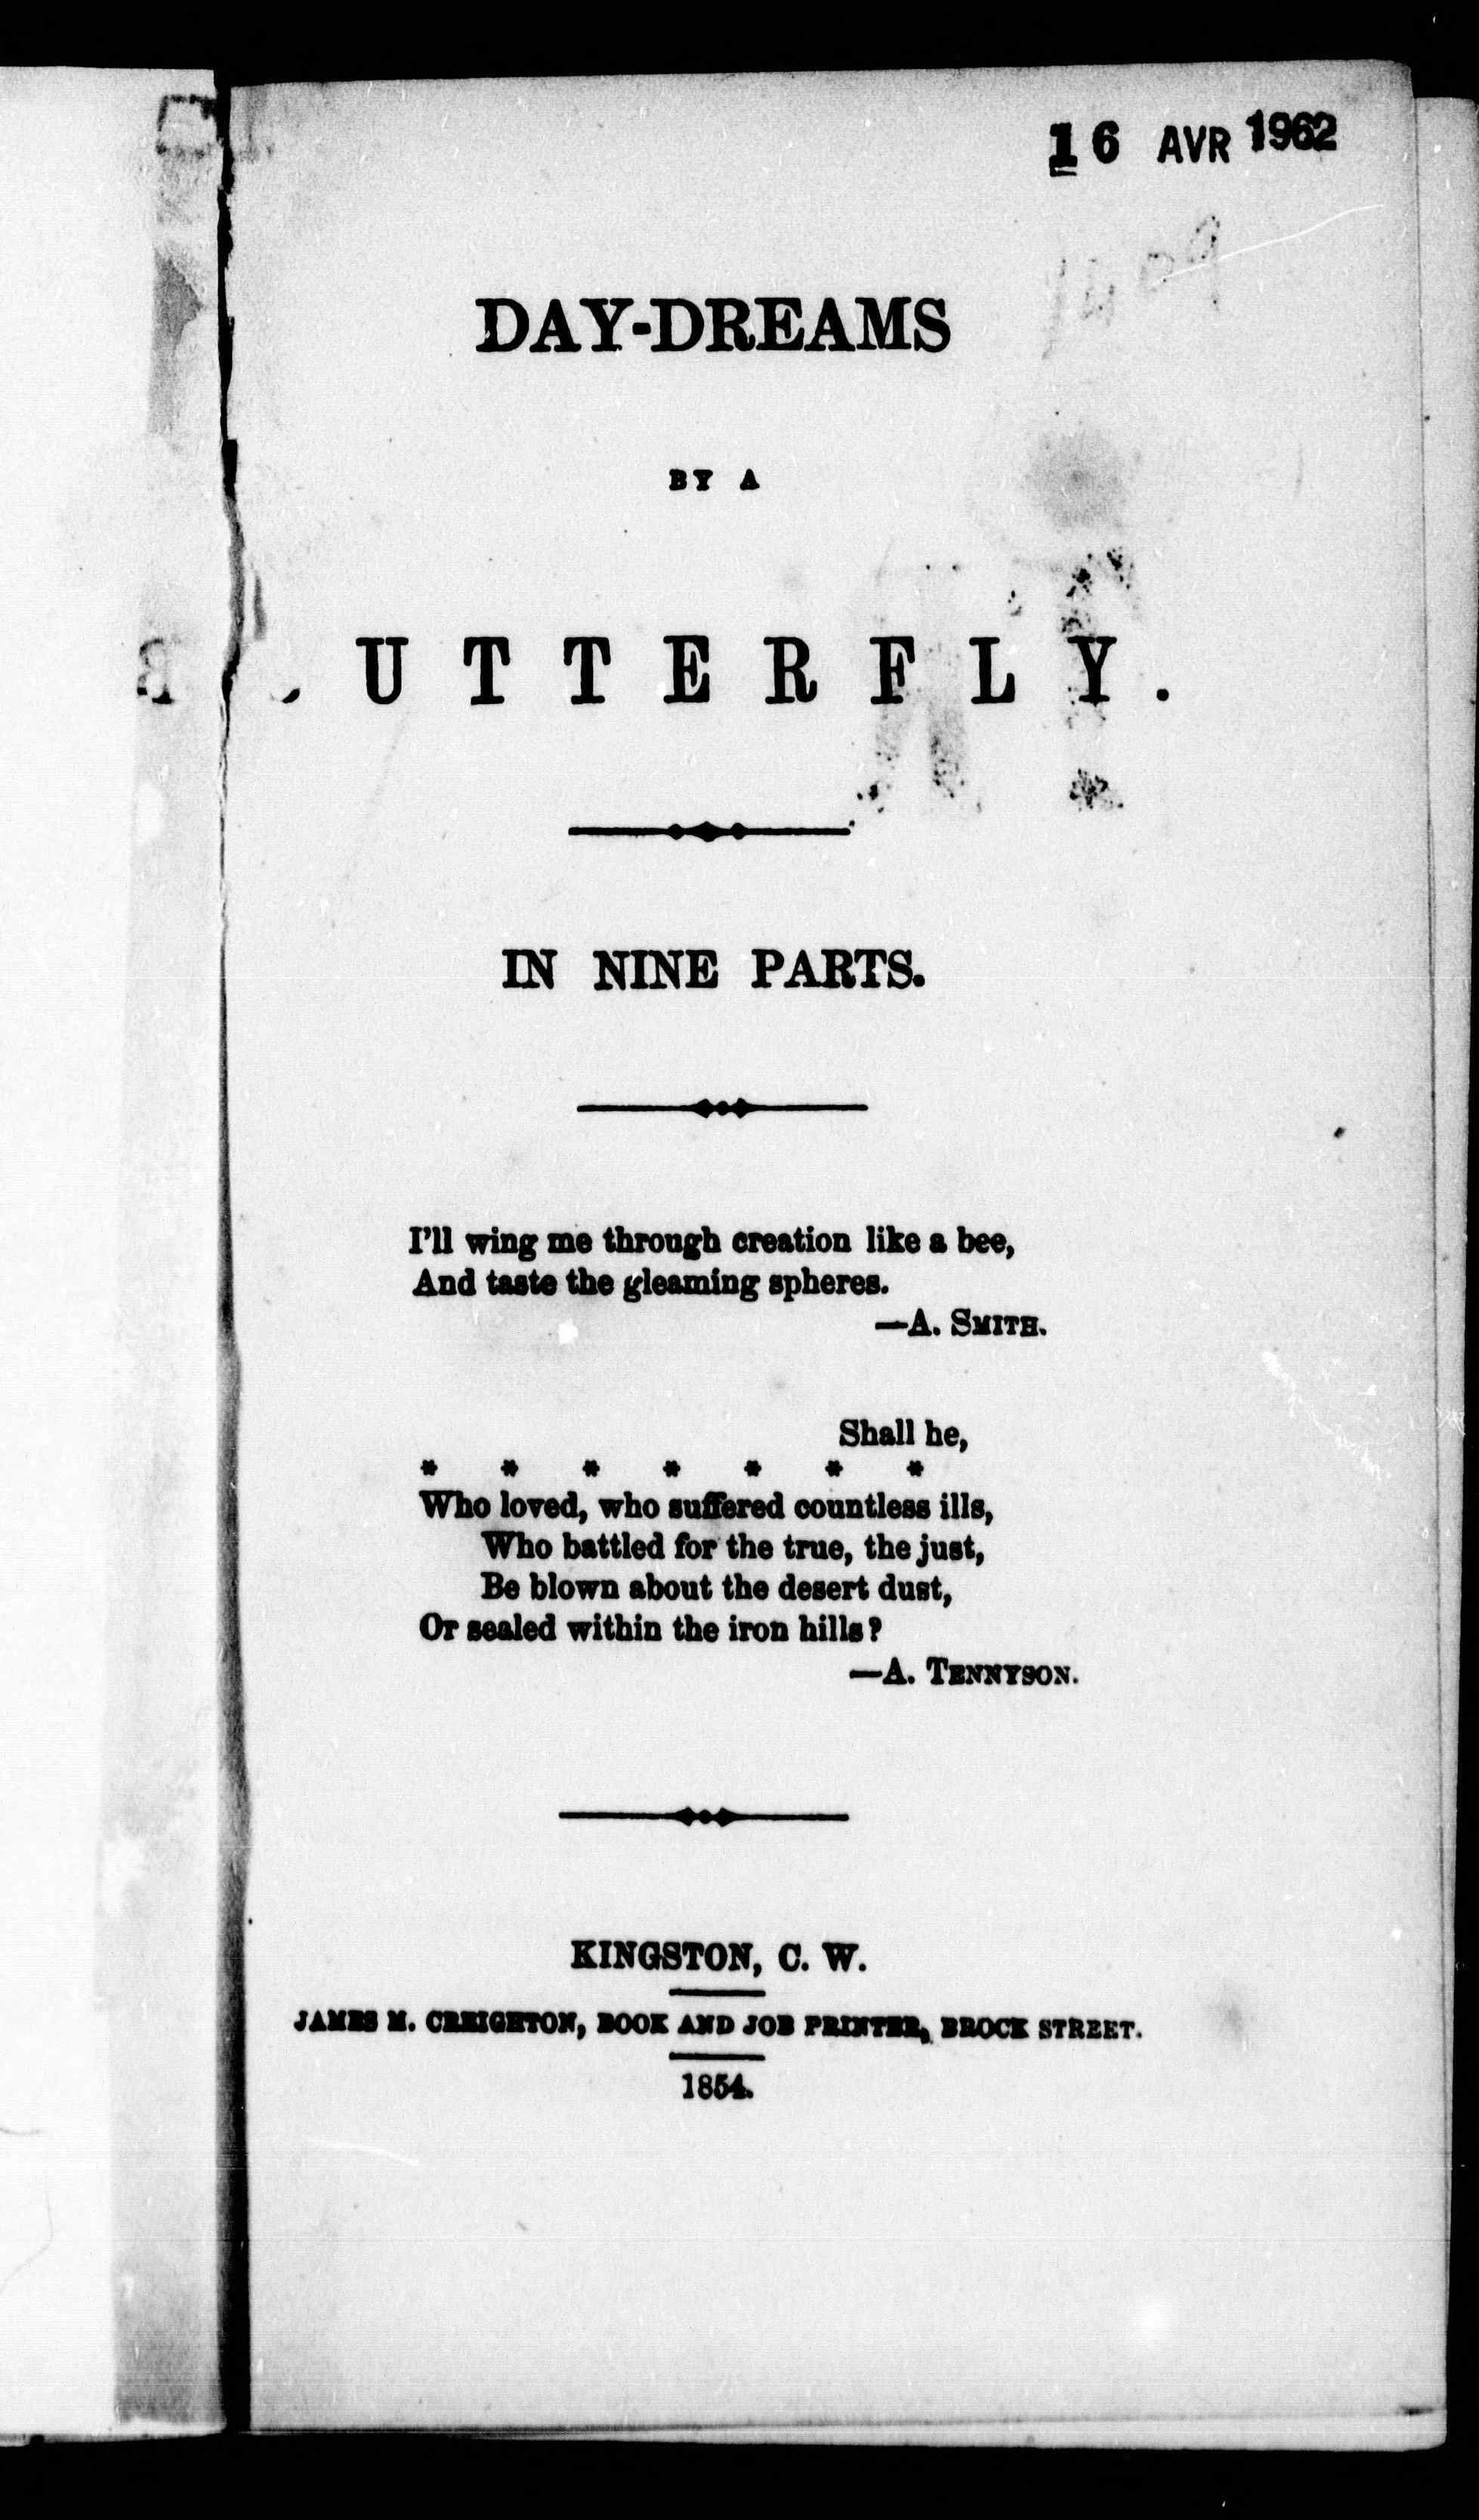 16 AVR 1962
DAY-DREAMS
BY A
UTTERFLY.
IN NINE PARTS.
I'll wing me through creation like a bee,
And taste the gleaming spheres.
—A. SMITH.
Shall he,
* * * * * * *
Who loved, who suffered countless ills,
Who battled for the true, the just,
Be blown about the desert dust,
Or sealed within the iron hills?
—A. TENNYSON.
KINGSTON, C. W.
JAMES M. CREIGHTON, BOOK AND JOB PRINTER, BROCK STREET.
1854.